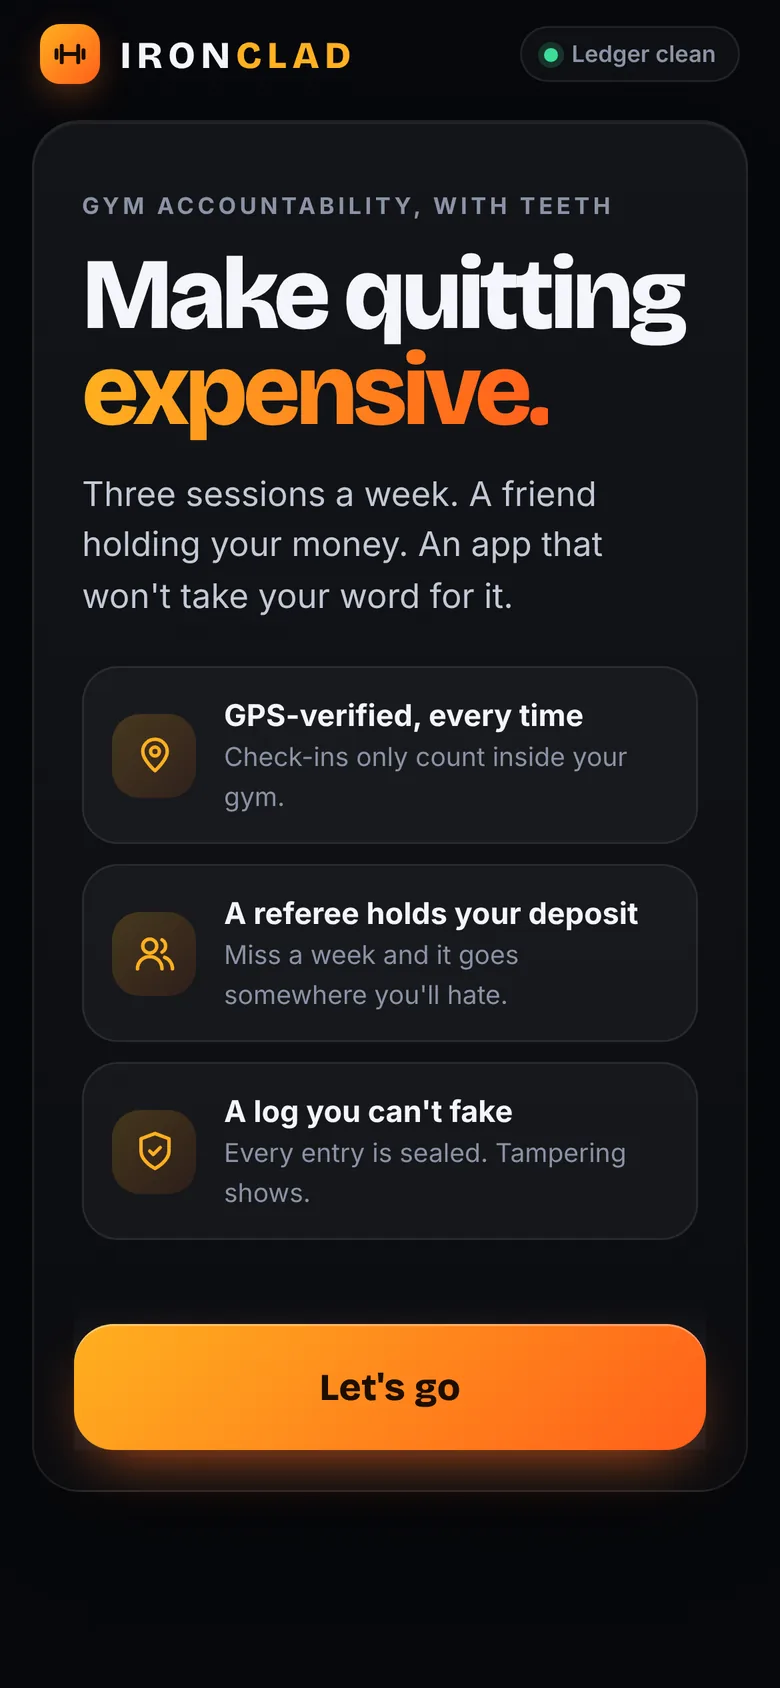 IRONCLAD
Ledger clean
GYM ACCOUNTABILITY, WITH TEETH
Make quitting
expensive.
Three sessions a week. A friend
holding your money. An app that
won't take your word for it.
GPS-verified, every time
Check-ins only count inside your
gym.
A referee holds your deposit
Miss a week and it goes
somewhere you'll hate.
A log you can't fake
Every entry is sealed. Tampering
shows.
Let's go